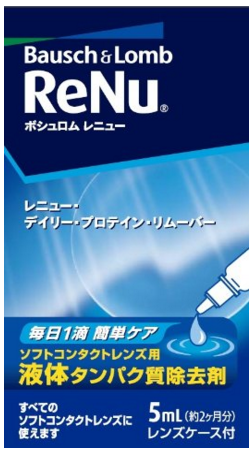 Bausch & Lomb
ReNu®
ボシュロム レニュー
レニュー・
デイリー・プロテイン・リムーバー
毎日1滴 簡単ケア
ソフトコンタクトレンズ用
液体タンパク質除去剤
すべての
ソフトコンタクトレンズに
使えます
5mL(約2ヶ月分)
レンズケース付